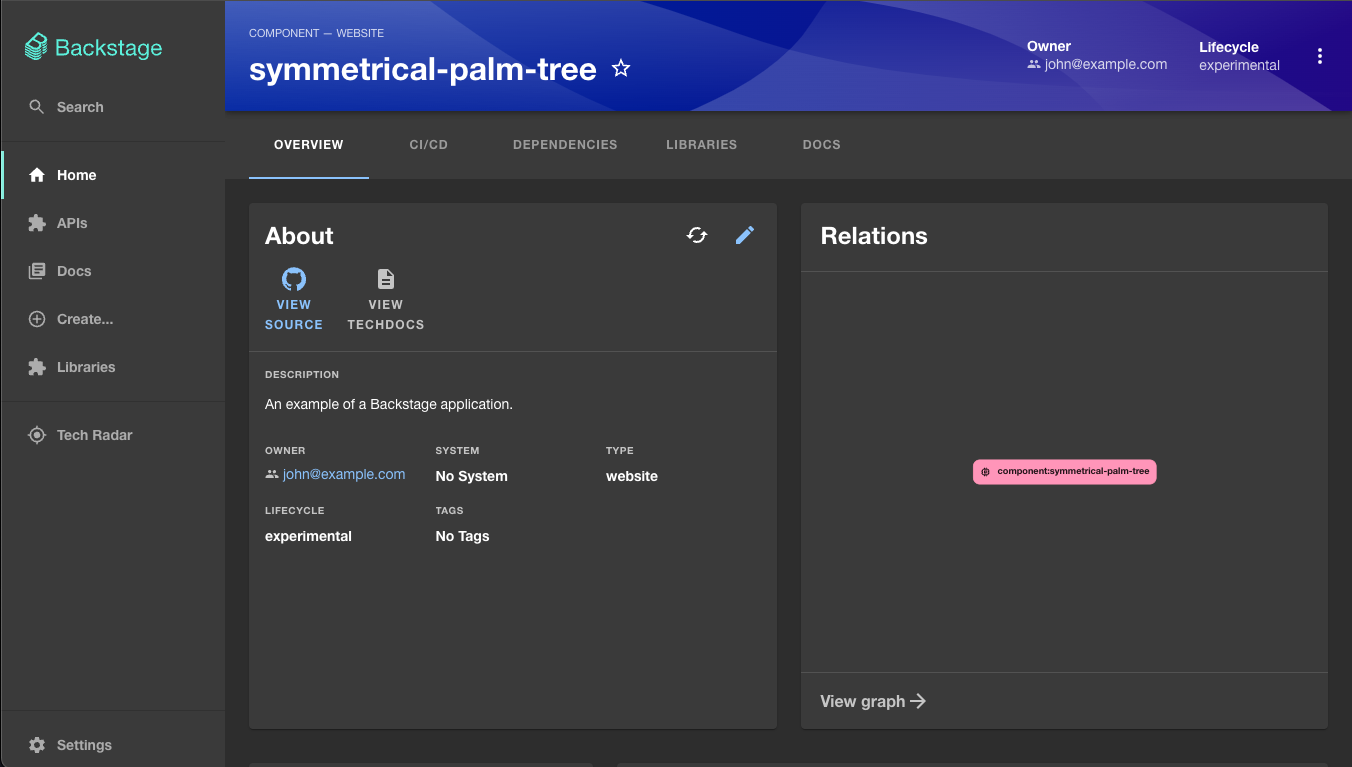 Backstage
Search
Home
APIs
Docs
Create...
Libraries
Tech Radar
Settings
COMPONENT — WEBSITE
symmetrical-palm-tree
Owner
john@example.com
Lifecycle
experimental
OVERVIEW
CI/CD
DEPENDENCIES
LIBRARIES
DOCS
About
VIEW
SOURCE
VIEW
TECHDOCS
DESCRIPTION
An example of a Backstage application.
OWNER
john@example.com
SYSTEM
No System
TYPE
website
LIFECYCLE
experimental
TAGS
No Tags
Relations
component:symmetrical-palm-tree
View graph